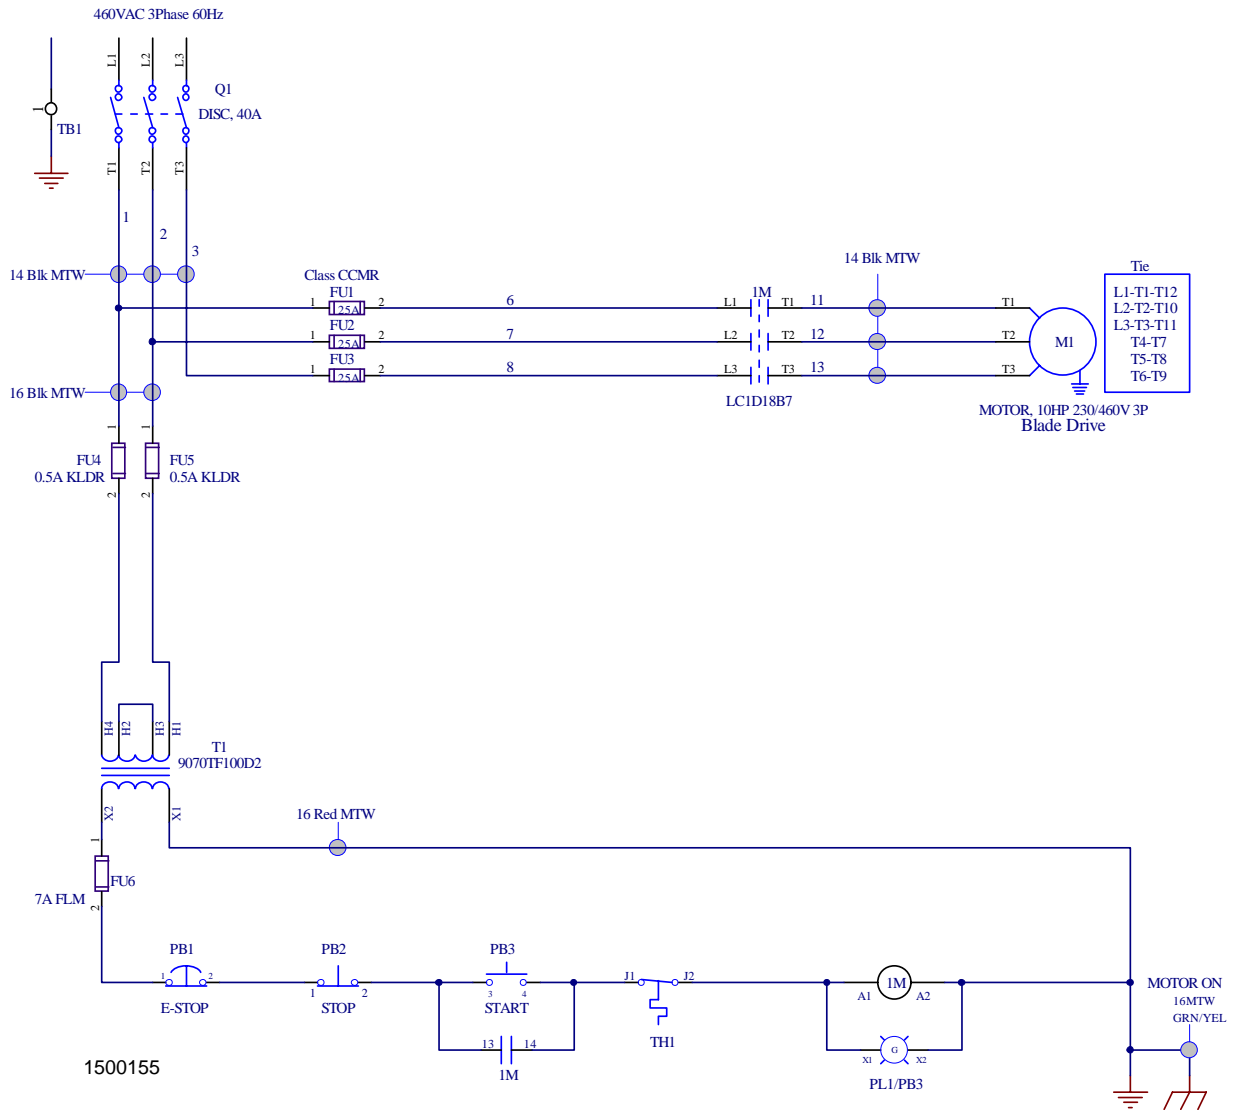 460VAC 3Phase 60Hz
L1
L2
L3
Q1
DISC, 40A
1
TB1
T1
T2
T3
1
2
3
14 Blk MTW
Class CCMR
FU1
1
25A
2
6
L1
1M
T1
11
14 Blk MTW
T1
FU2
1
25A
2
7
L2
T2
12
T2
M1
FU3
1
25A
2
8
L3
T3
13
T3
LC1D18B7
MOTOR, 10HP 230/460V 3P
Blade Drive
Tie
L1-T1-T12
L2-T2-T10
L3-T3-T11
T4-T7
T5-T8
T6-T9
16 Blk MTW
1
1
FU4
0.5A KLDR
FU5
0.5A KLDR
2
2
H4
H2
H3
H1
T1
9070TF100D2
X2
X1
16 Red MTW
1
FU6
7A FLM
2
PB1
1
2
E-STOP
PB2
1
2
STOP
PB3
3
4
START
13
14
1M
J1
J2
TH1
1M
A1
A2
G
X1
X2
PL1/PB3
MOTOR ON
16MTW
GRN/YEL
1500155